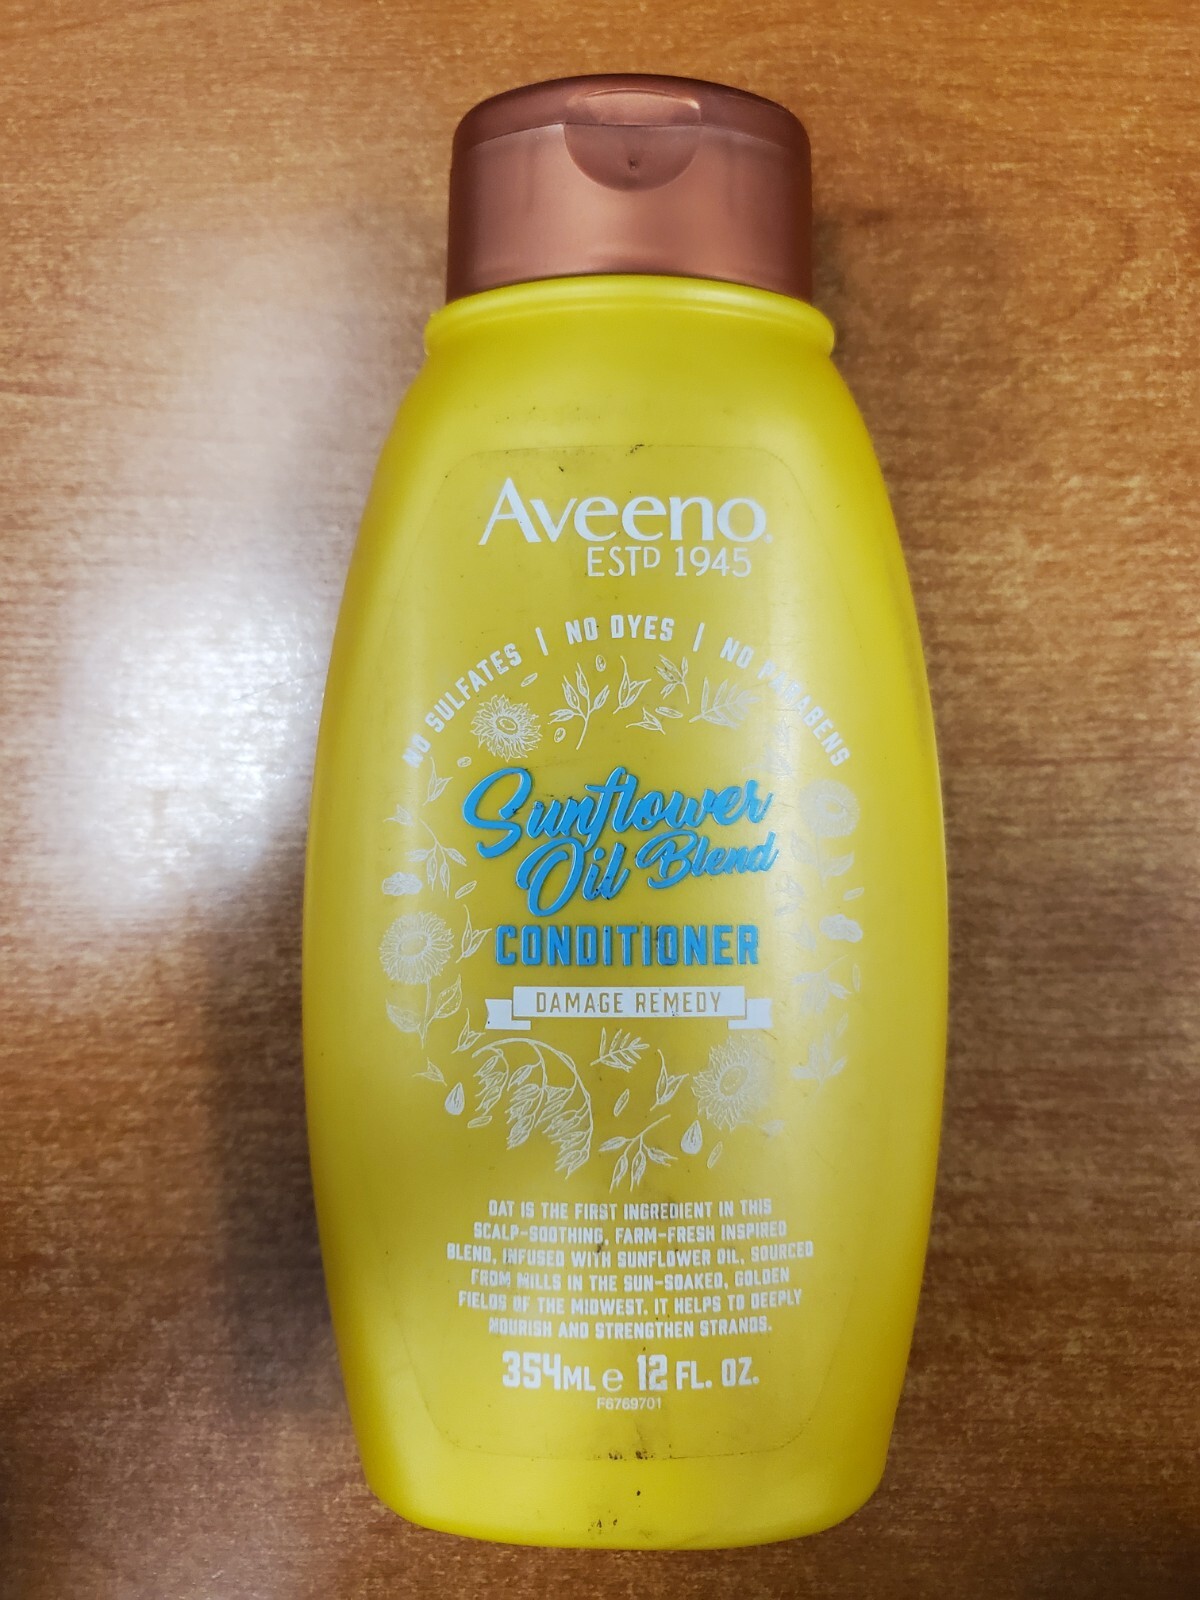 Aveeno®
ESTD 1945
NO SULFATES | NO DYES | NO PARABENS
Sunflower
Oil Blend
CONDITIONER
DAMAGE REMEDY
OAT IS THE FIRST INGREDIENT IN THIS
SCALP-SOOTHING, FARM-FRESH INSPIRED
BLEND, INFUSED WITH SUNFLOWER OIL, SOURCED
FROM MILLS IN THE SUN-SOAKED, GOLDEN
FIELDS OF THE MIDWEST. IT HELPS TO DEEPLY
NOURISH AND STRENGTHEN STRANDS.
354ML e 12 FL. OZ.
F6769701